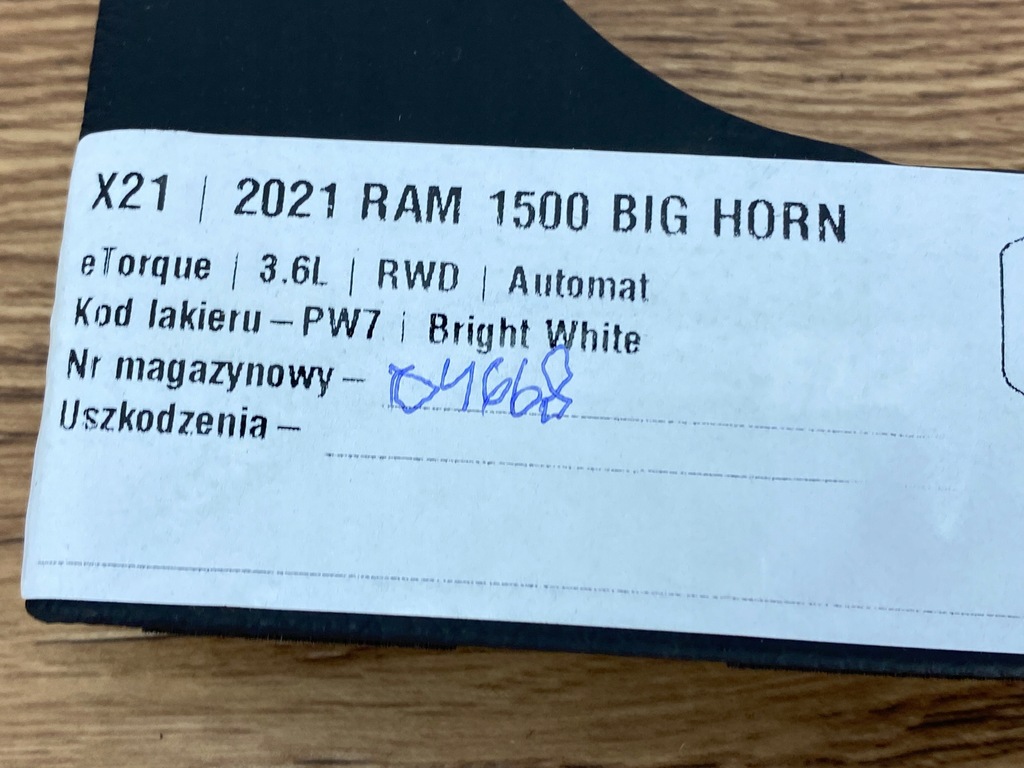 X21 | 2021 RAM 1500 BIG HORN
eTorque | 3.6L | RWD | Automat
Kod lakieru – PW7 | Bright White
Nr magazynowy – 04668
Uszkodzenia –